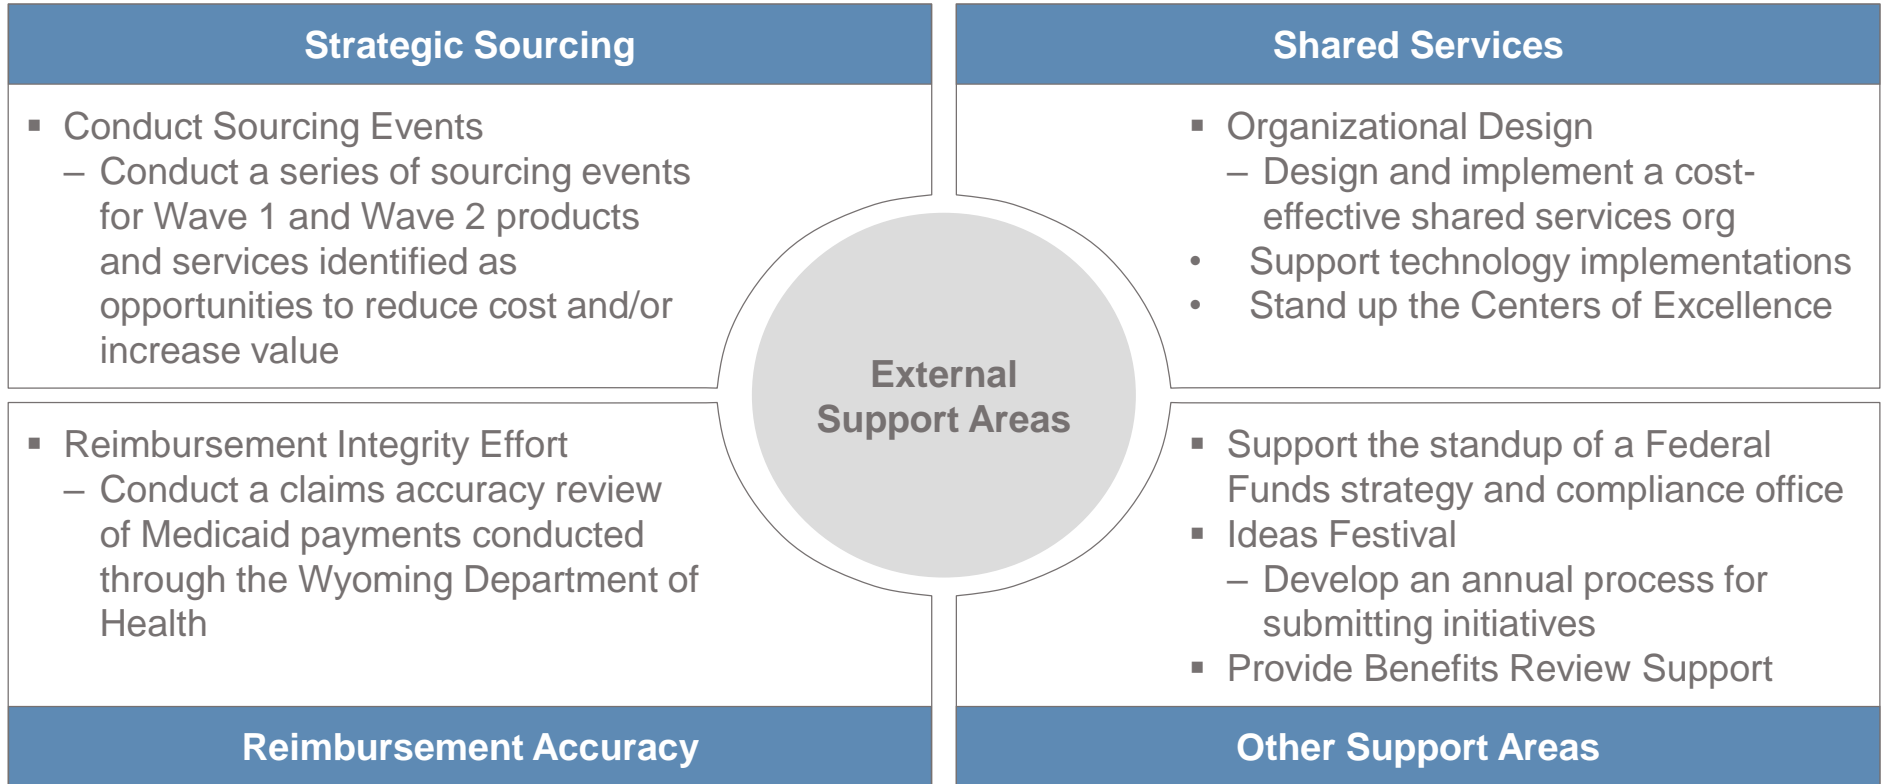 Strategic Sourcing
▪ Conduct Sourcing Events
– Conduct a series of sourcing events
for Wave 1 and Wave 2 products
and services identified as
opportunities to reduce cost and/or
increase value
Shared Services
▪ Organizational Design
– Design and implement a cost-
effective shared services org
• Support technology implementations
• Stand up the Centers of Excellence
External
Support Areas
▪ Reimbursement Integrity Effort
– Conduct a claims accuracy review
of Medicaid payments conducted
through the Wyoming Department of
Health
Reimbursement Accuracy
▪ Support the standup of a Federal
Funds strategy and compliance office
▪ Ideas Festival
– Develop an annual process for
submitting initiatives
▪ Provide Benefits Review Support
Other Support Areas